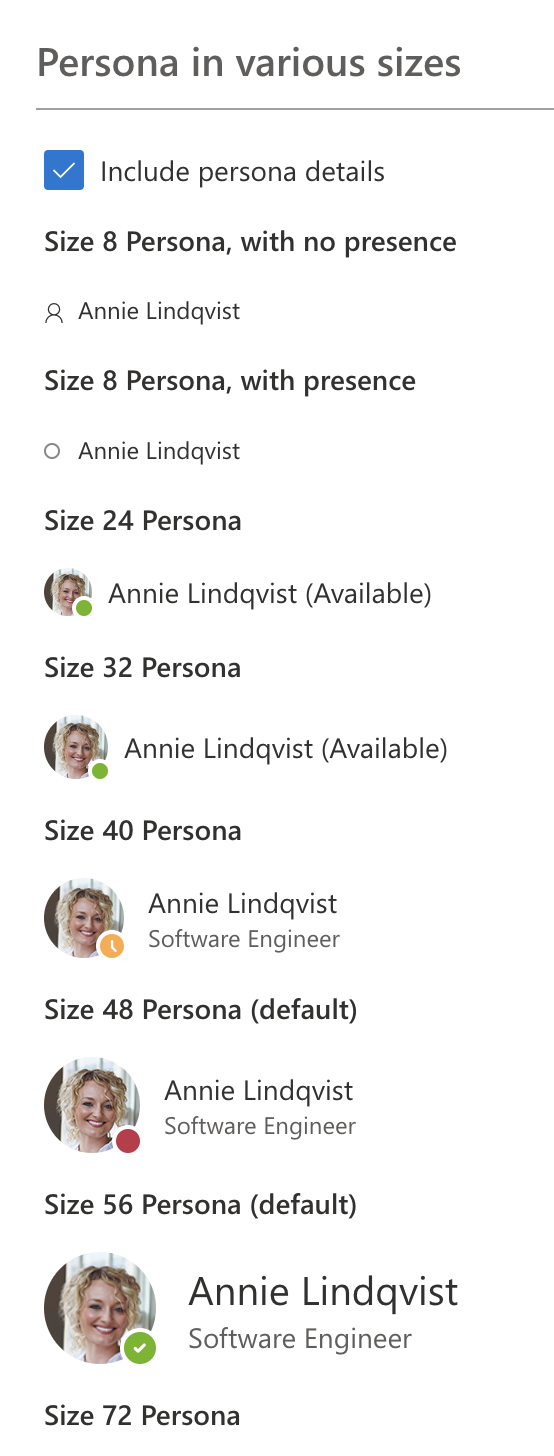 Persona in various sizes
Include persona details
Size 8 Persona, with no presence
Annie Lindqvist
Size 8 Persona, with presence
Annie Lindqvist
Size 24 Persona
Annie Lindqvist (Available)
Size 32 Persona
Annie Lindqvist (Available)
Size 40 Persona
Annie Lindqvist
Software Engineer
Size 48 Persona (default)
Annie Lindqvist
Software Engineer
Size 56 Persona (default)
Annie Lindqvist
Software Engineer
Size 72 Persona